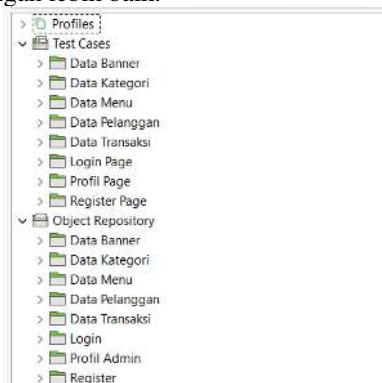 Profiles
Test Cases
Data Banner
Data Kategori
Data Menu
Data Pelanggan
Data Transaksi
Login Page
Profil Page
Register Page
Object Repository
Data Banner
Data Kategori
Data Menu
Data Pelanggan
Data Transaksi
Login
Profil Admin
Register